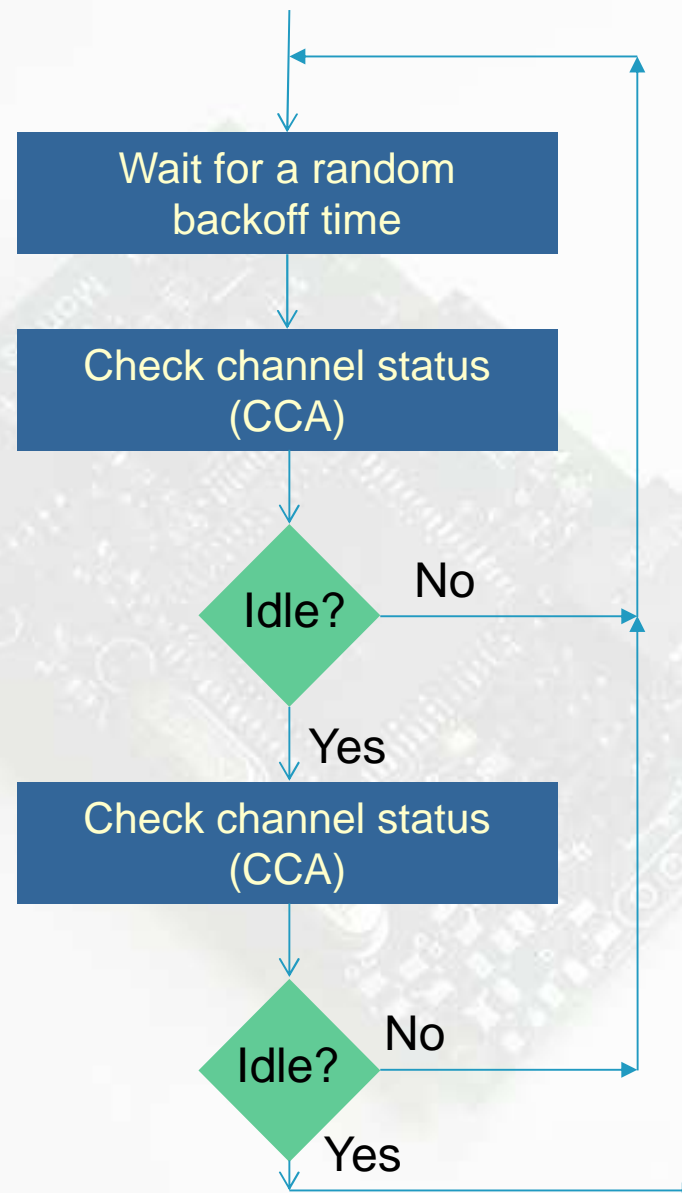 Wait for a random
backoff time
Check channel status
(CCA)
Idle?
No
Yes
Check channel status
(CCA)
Idle?
No
Yes